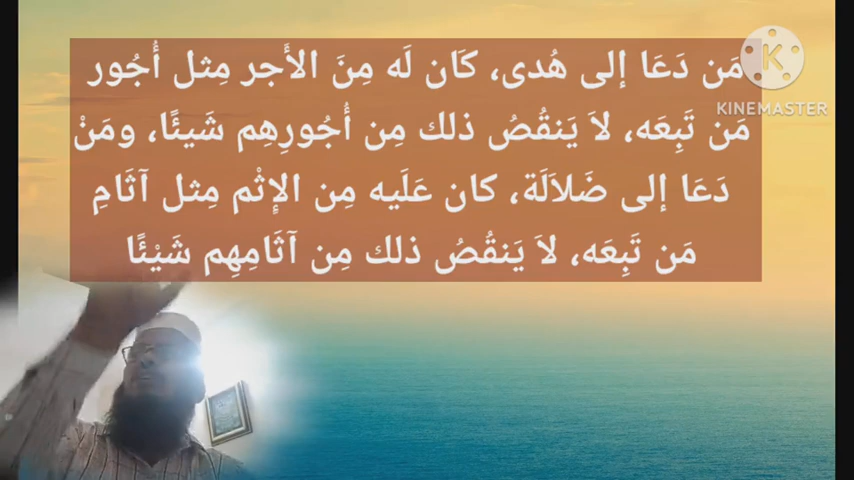 مَن دَعَا إلى هُدى، كَان لَه مِنَ الأَجر مِثل أُجُور
مَن تَبِعَه، لاَ يَنقُصُ ذلك مِن أُجُورِهِم شَيئًا، ومَنْ
دَعَا إلى ضَلاَلَة، كان عَلَيه مِن الإِثْم مِثل آثَامِ
مَن تَبِعَه، لاَ يَنقُصُ ذلك مِن آثَامِهِم شَيْئًا
K
KINEMASTER